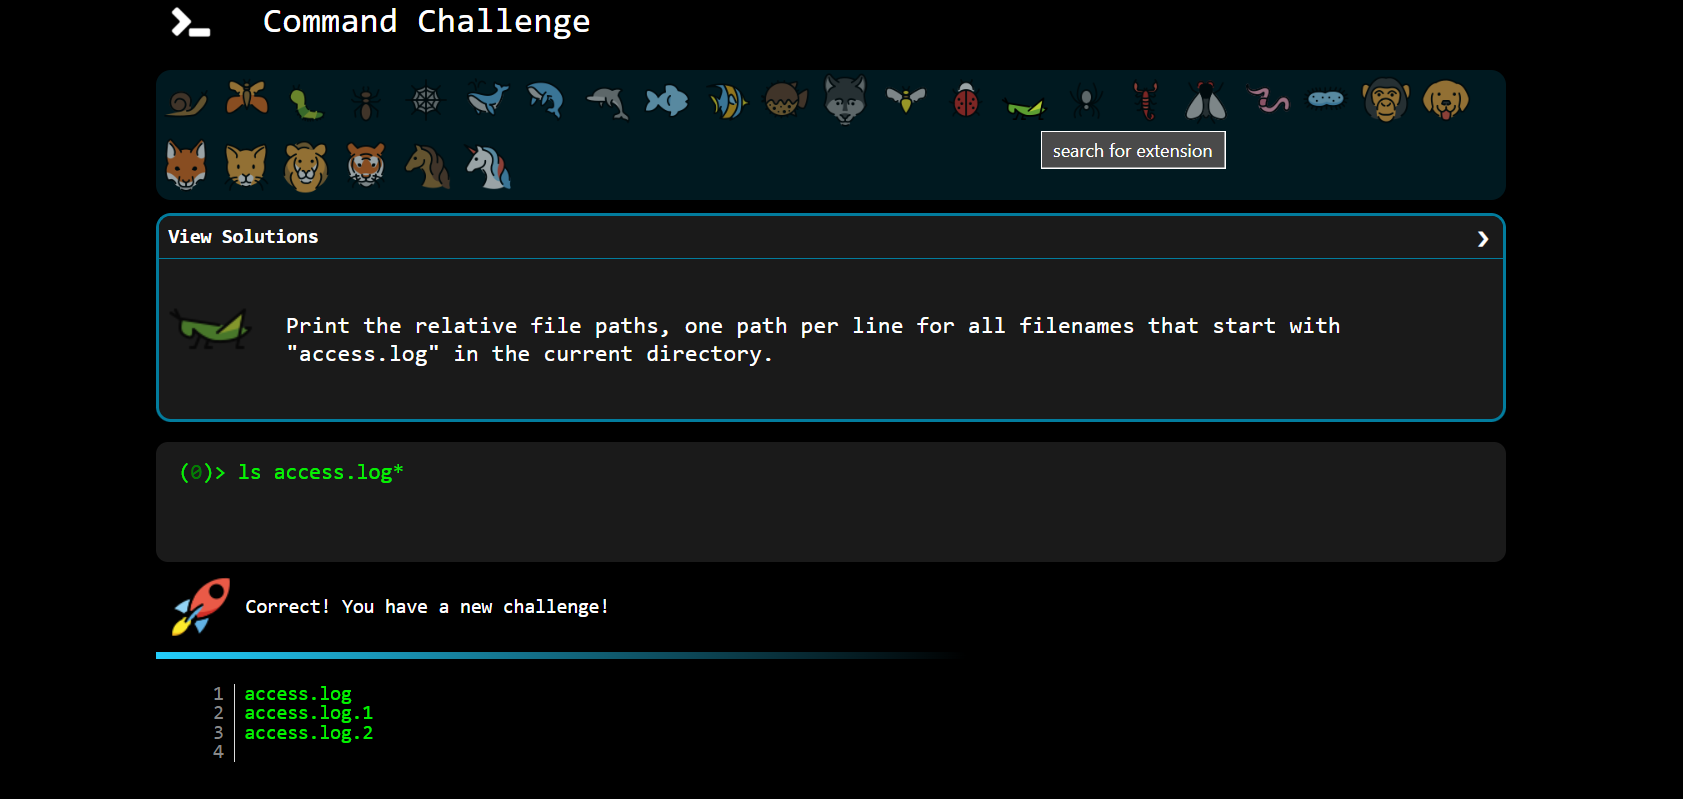 Command Challenge
search for extension
View Solutions
Print the relative file paths, one path per line for all filenames that start with
"access.log" in the current directory.
(0)> ls access.log*
Correct! You have a new challenge!
1 access.log
2 access.log.1
3 access.log.2
4